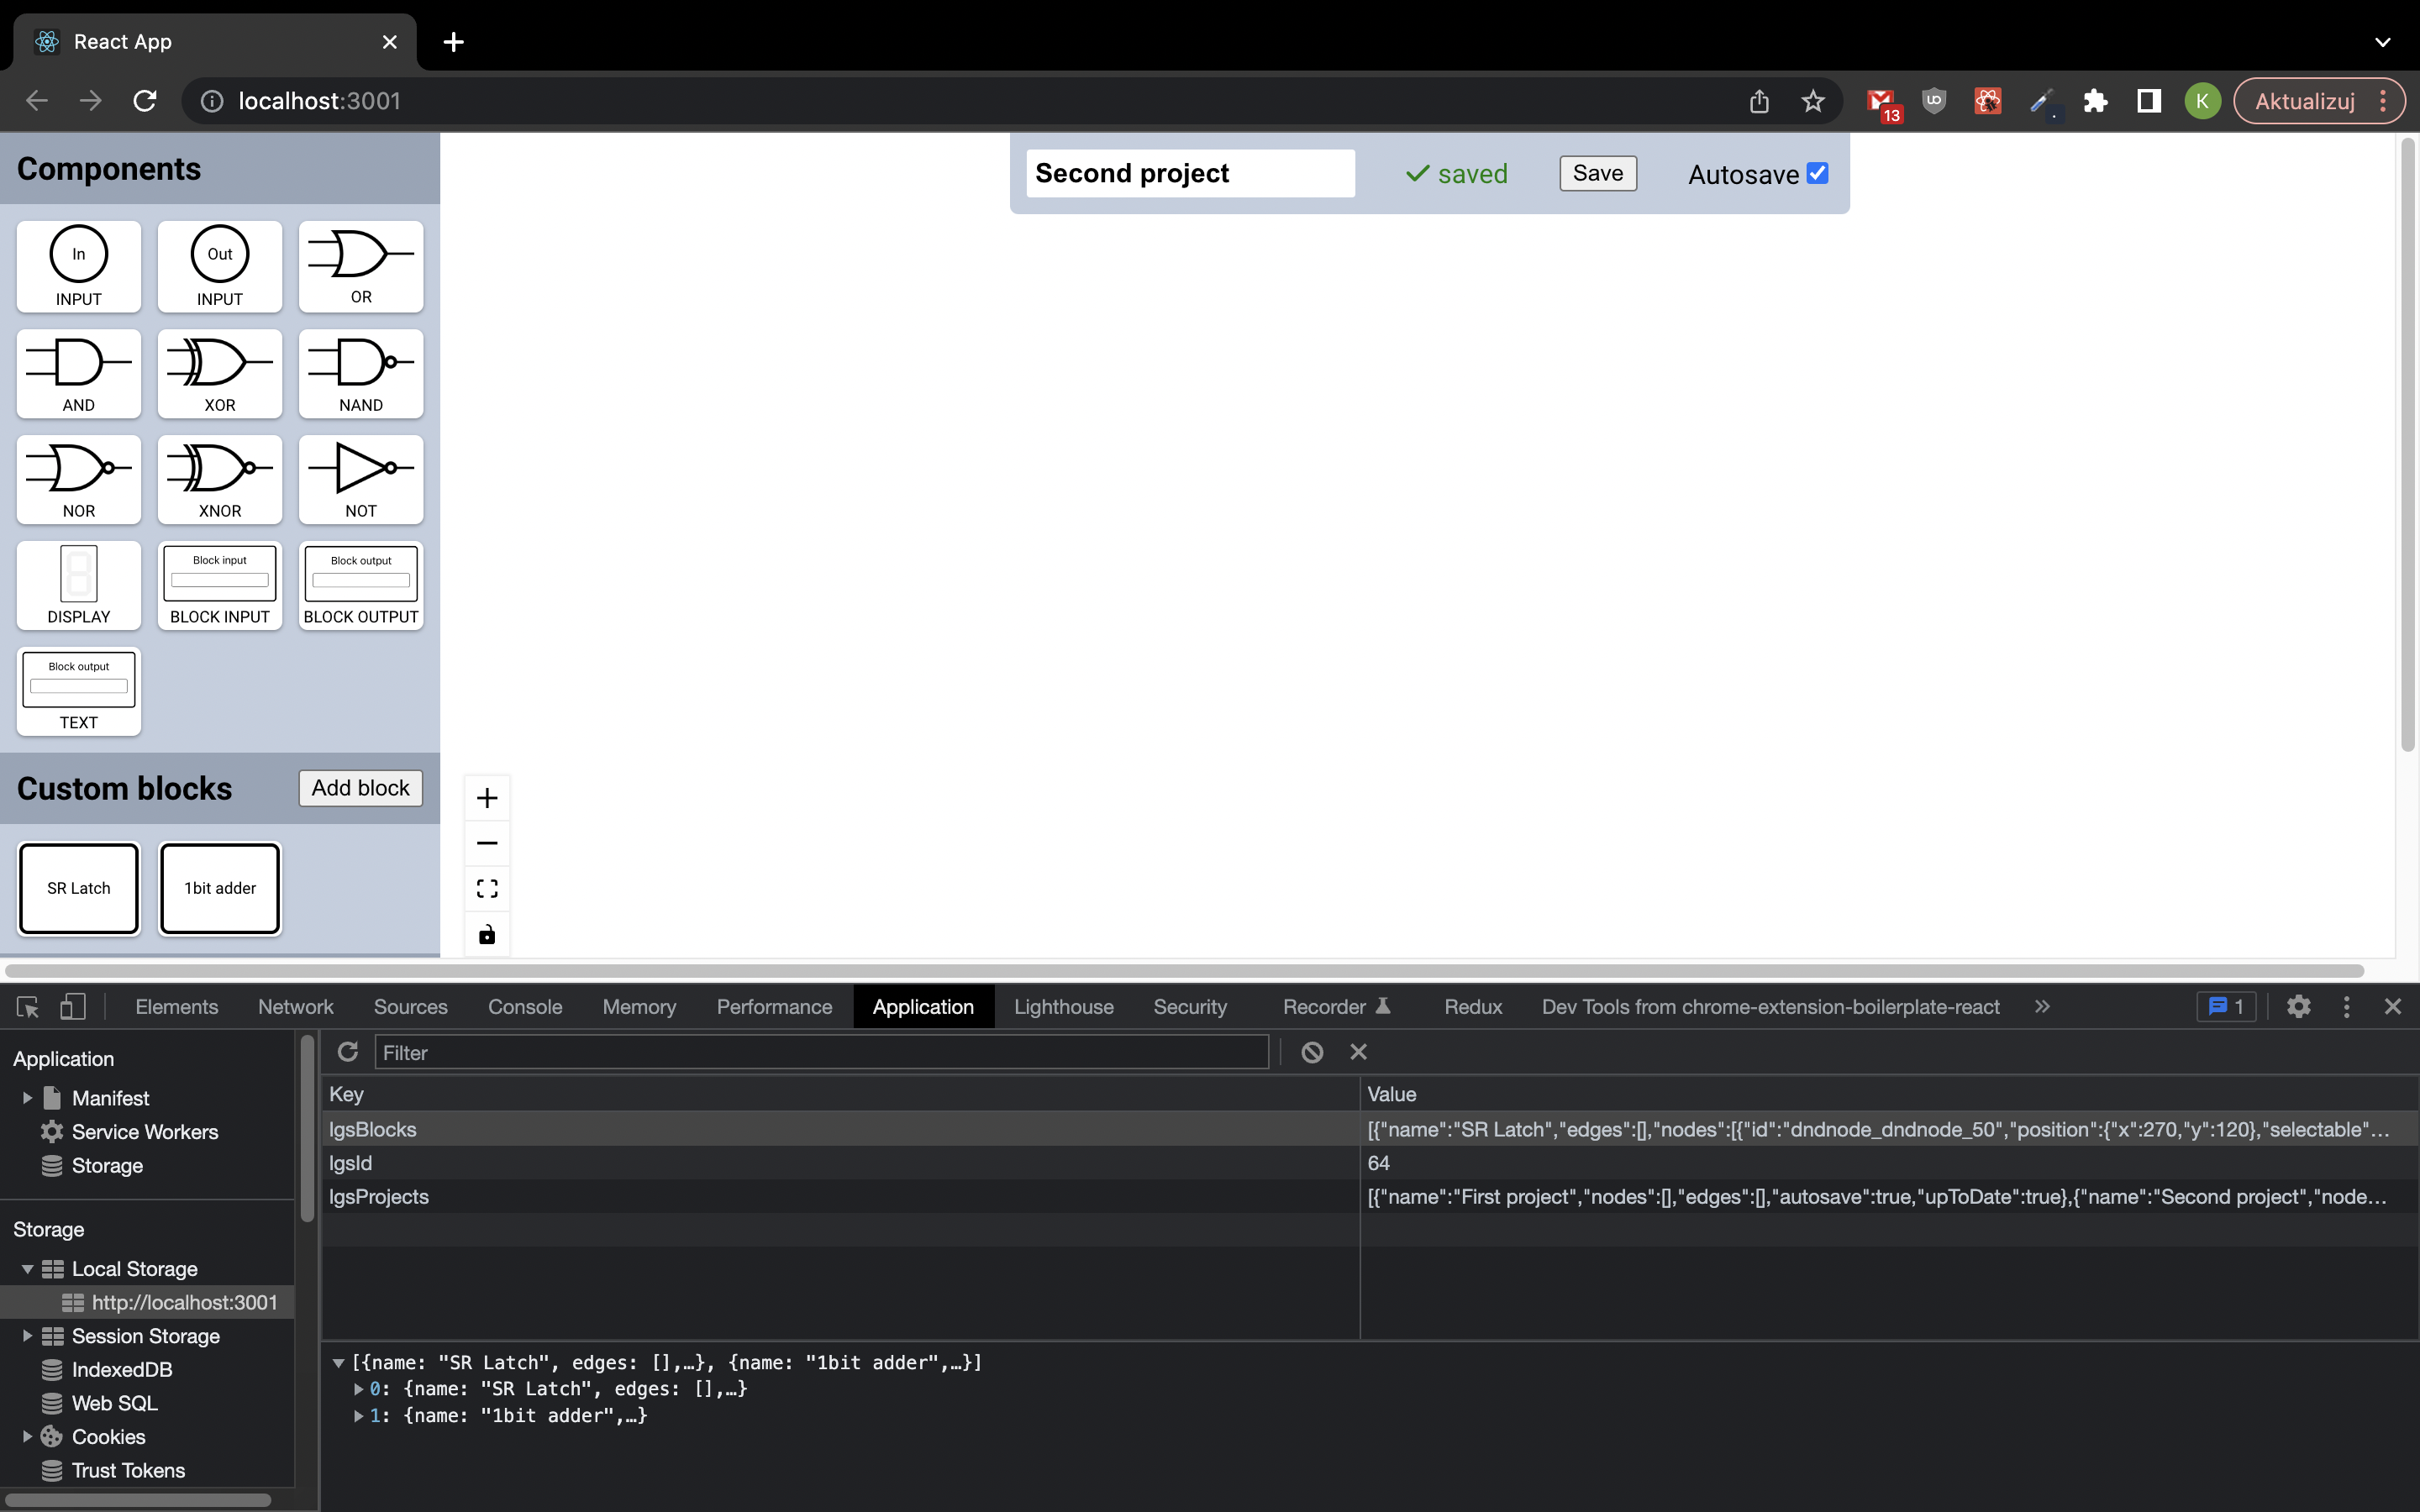 React App
localhost:3001
13
K
Aktualizuj
Components
Second project
saved
Save
Autosave
In
INPUT
Out
INPUT
OR
AND
XOR
NAND
NOR
XNOR
NOT
DISPLAY
Block input
BLOCK INPUT
Block output
BLOCK OUTPUT
Block output
TEXT
Custom blocks
Add block
SR Latch
1bit adder
Elements
Network
Sources
Console
Memory
Performance
Application
Lighthouse
Security
Recorder
Redux
Dev Tools from chrome-extension-boilerplate-react
1
Application
Manifest
Service Workers
Storage
Storage
Local Storage
http://localhost:3001
Session Storage
IndexedDB
Web SQL
Cookies
Trust Tokens
Filter
Key Value
lgsBlocks [{"name":"SR Latch","edges":[],"nodes":[{"id":"dndnode_dndnode_50","position":{"x":270,"y":120},"selectable"…
lgsId 64
lgsProjects [{"name":"First project","nodes":[],"edges":[],"autosave":true,"upToDate":true},{"name":"Second project","node…
[{name: "SR Latch", edges: [],…}, {name: "1bit adder",…}]
0: {name: "SR Latch", edges: [],…}
1: {name: "1bit adder",…}